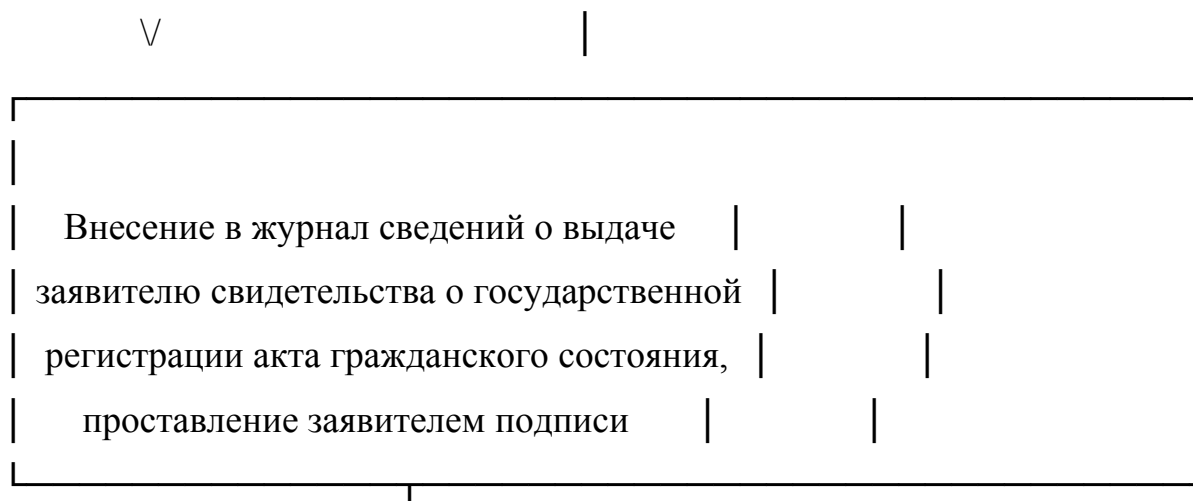 \/ │
│ Внесение в журнал сведений о выдаче │ │
│ заявителю свидетельства о государственной │ │
│ регистрации акта гражданского состояния, │ │
│ проставление заявителем подписи │ │